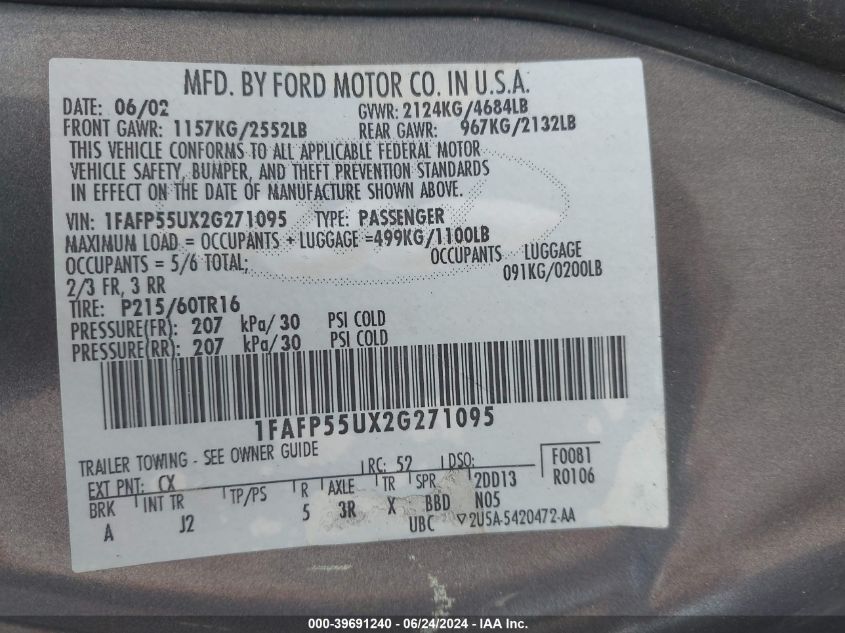 MFD. BY FORD MOTOR CO. IN U.S.A.
DATE: 06/02 GVWR: 2124KG/4684LB
FRONT GAWR: 1157KG/2552LB REAR GAWR: 967KG/2132LB
THIS VEHICLE CONFORMS TO ALL APPLICABLE FEDERAL MOTOR
VEHICLE SAFETY, BUMPER, AND THEFT PREVENTION STANDARDS
IN EFFECT ON THE DATE OF MANUFACTURE SHOWN ABOVE.
VIN: 1FAFP55UX2G271095 TYPE: PASSENGER
MAXIMUM LOAD = OCCUPANTS + LUGGAGE =499KG/1100LB
OCCUPANTS = 5/6 TOTAL; OCCUPANTS LUGGAGE
2/3 FR, 3 RR 091KG/0200LB
TIRE: P215/60TR16
PRESSURE(FR): 207 kPa/30 PSI COLD
PRESSURE(RR): 207 kPa/30 PSI COLD
1FAFP55UX2G271095
TRAILER TOWING - SEE OWNER GUIDE
EXT PNT: CX RC: 52 DSO: F0081
BRK INT TR TP/PS R AXLE TR SPR 2DD13 R0106
A J2 5 3R X BBD N05
UBC ▽2USA-5420472-AA
000-39691240 - 06/24/2024 - IAA Inc.